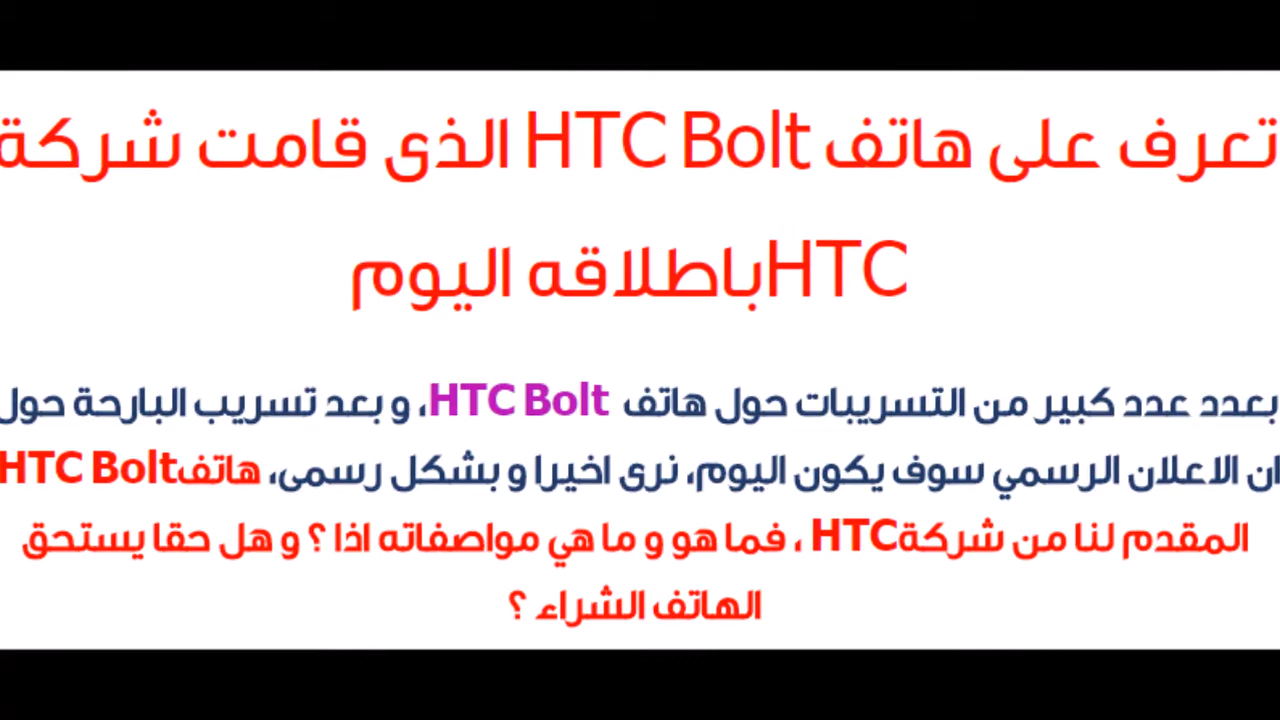 تعرف على هاتف HTC Bolt الذى قامت شركة
HTCباطلاقه اليوم
بعدد عدد كبير من التسريبات حول هاتف HTC Bolt، و بعد تسريب البارحة حول
ان الاعلان الرسمي سوف يكون اليوم، نرى اخيرا و بشكل رسمى، هاتفHTC Bolt
المقدم لنا من شركةHTC ، فما هو و ما هي مواصفاته اذا ؟ و هل حقا يستحق
الهاتف الشراء ؟